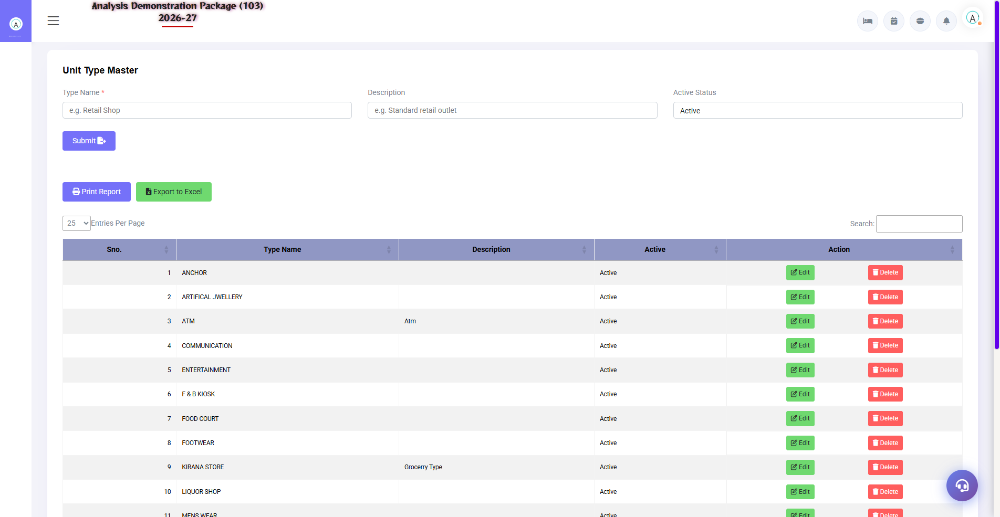 Analysis Demonstration Package (103)
2026-27
A
A
Unit Type Master
Type Name *
Description
Active Status
e.g. Retail Shop
e.g. Standard retail outlet
Active
Submit
Print Report
Export to Excel
25 Entries Per Page
Search:
Sno. Type Name Description Active Action
1 ANCHOR Active Edit Delete
2 ARTIFICAL JWELLERY Active Edit Delete
3 ATM Atm Active Edit Delete
4 COMMUNICATION Active Edit Delete
5 ENTERTAINMENT Active Edit Delete
6 F & B KIOSK Active Edit Delete
7 FOOD COURT Active Edit Delete
8 FOOTWEAR Active Edit Delete
9 KIRANA STORE Grocerry Type Active Edit Delete
10 LIQUOR SHOP Active Edit Delete
11 MENS WEAR Active Edit Delete